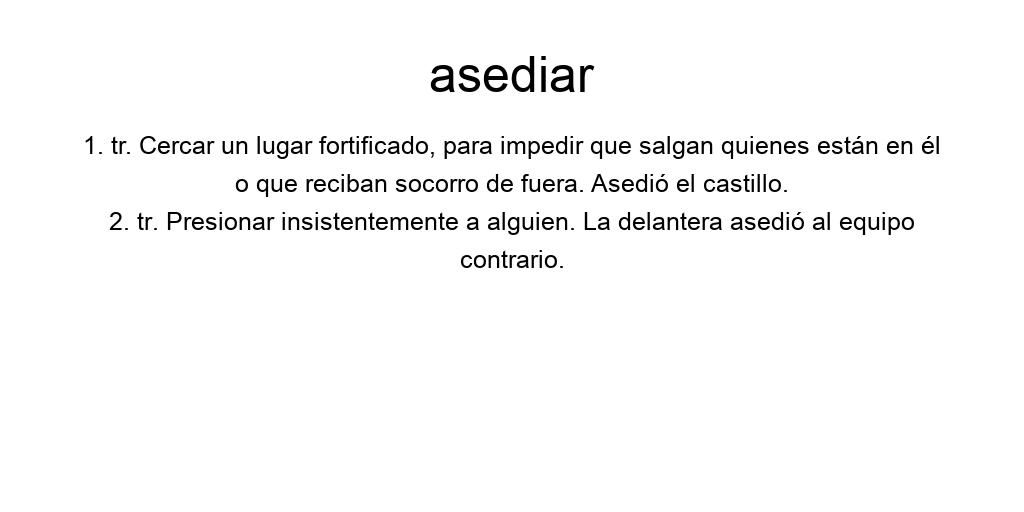 asediar
1. tr. Cercar un lugar fortificado, para impedir que salgan quienes están en él
o que reciban socorro de fuera. Asedió el castillo.
2. tr. Presionar insistentemente a alguien. La delantera asedió al equipo
contrario.